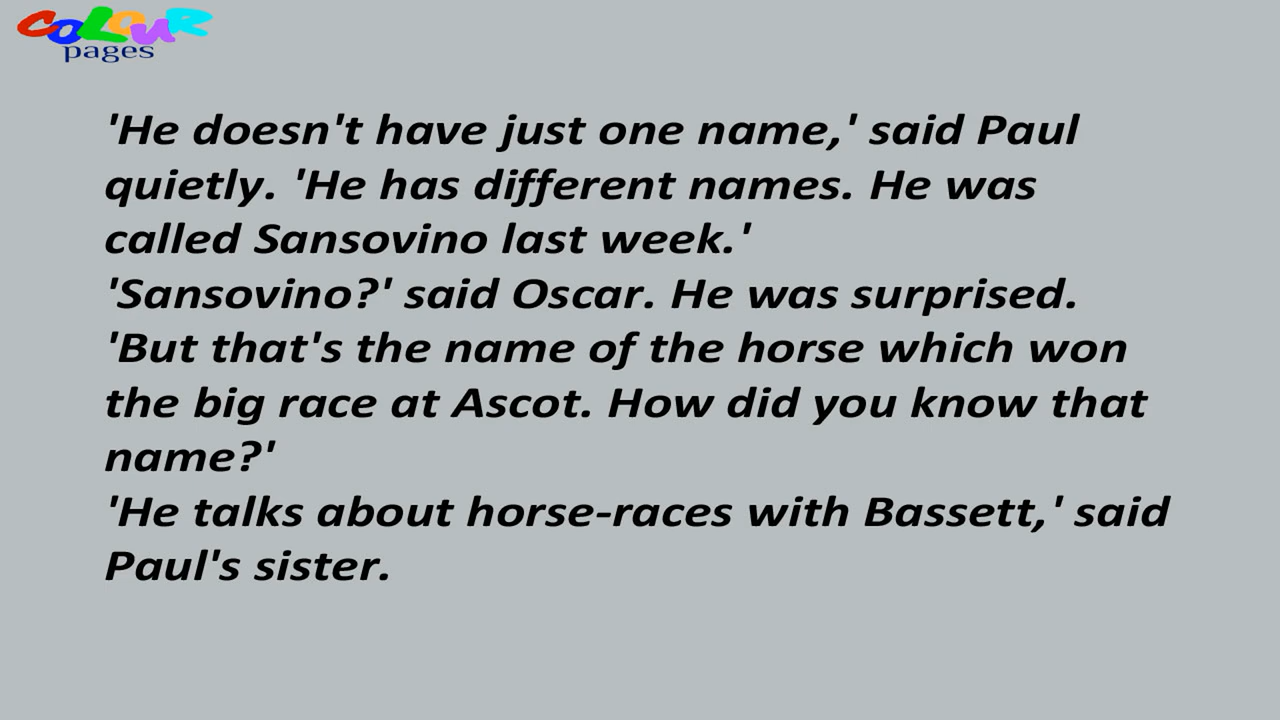 COLOUR
pages
'He doesn't have just one name,' said Paul
quietly. 'He has different names. He was
called Sansovino last week.'
'Sansovino?' said Oscar. He was surprised.
'But that's the name of the horse which won
the big race at Ascot. How did you know that
name?'
'He talks about horse-races with Bassett,' said
Paul's sister.